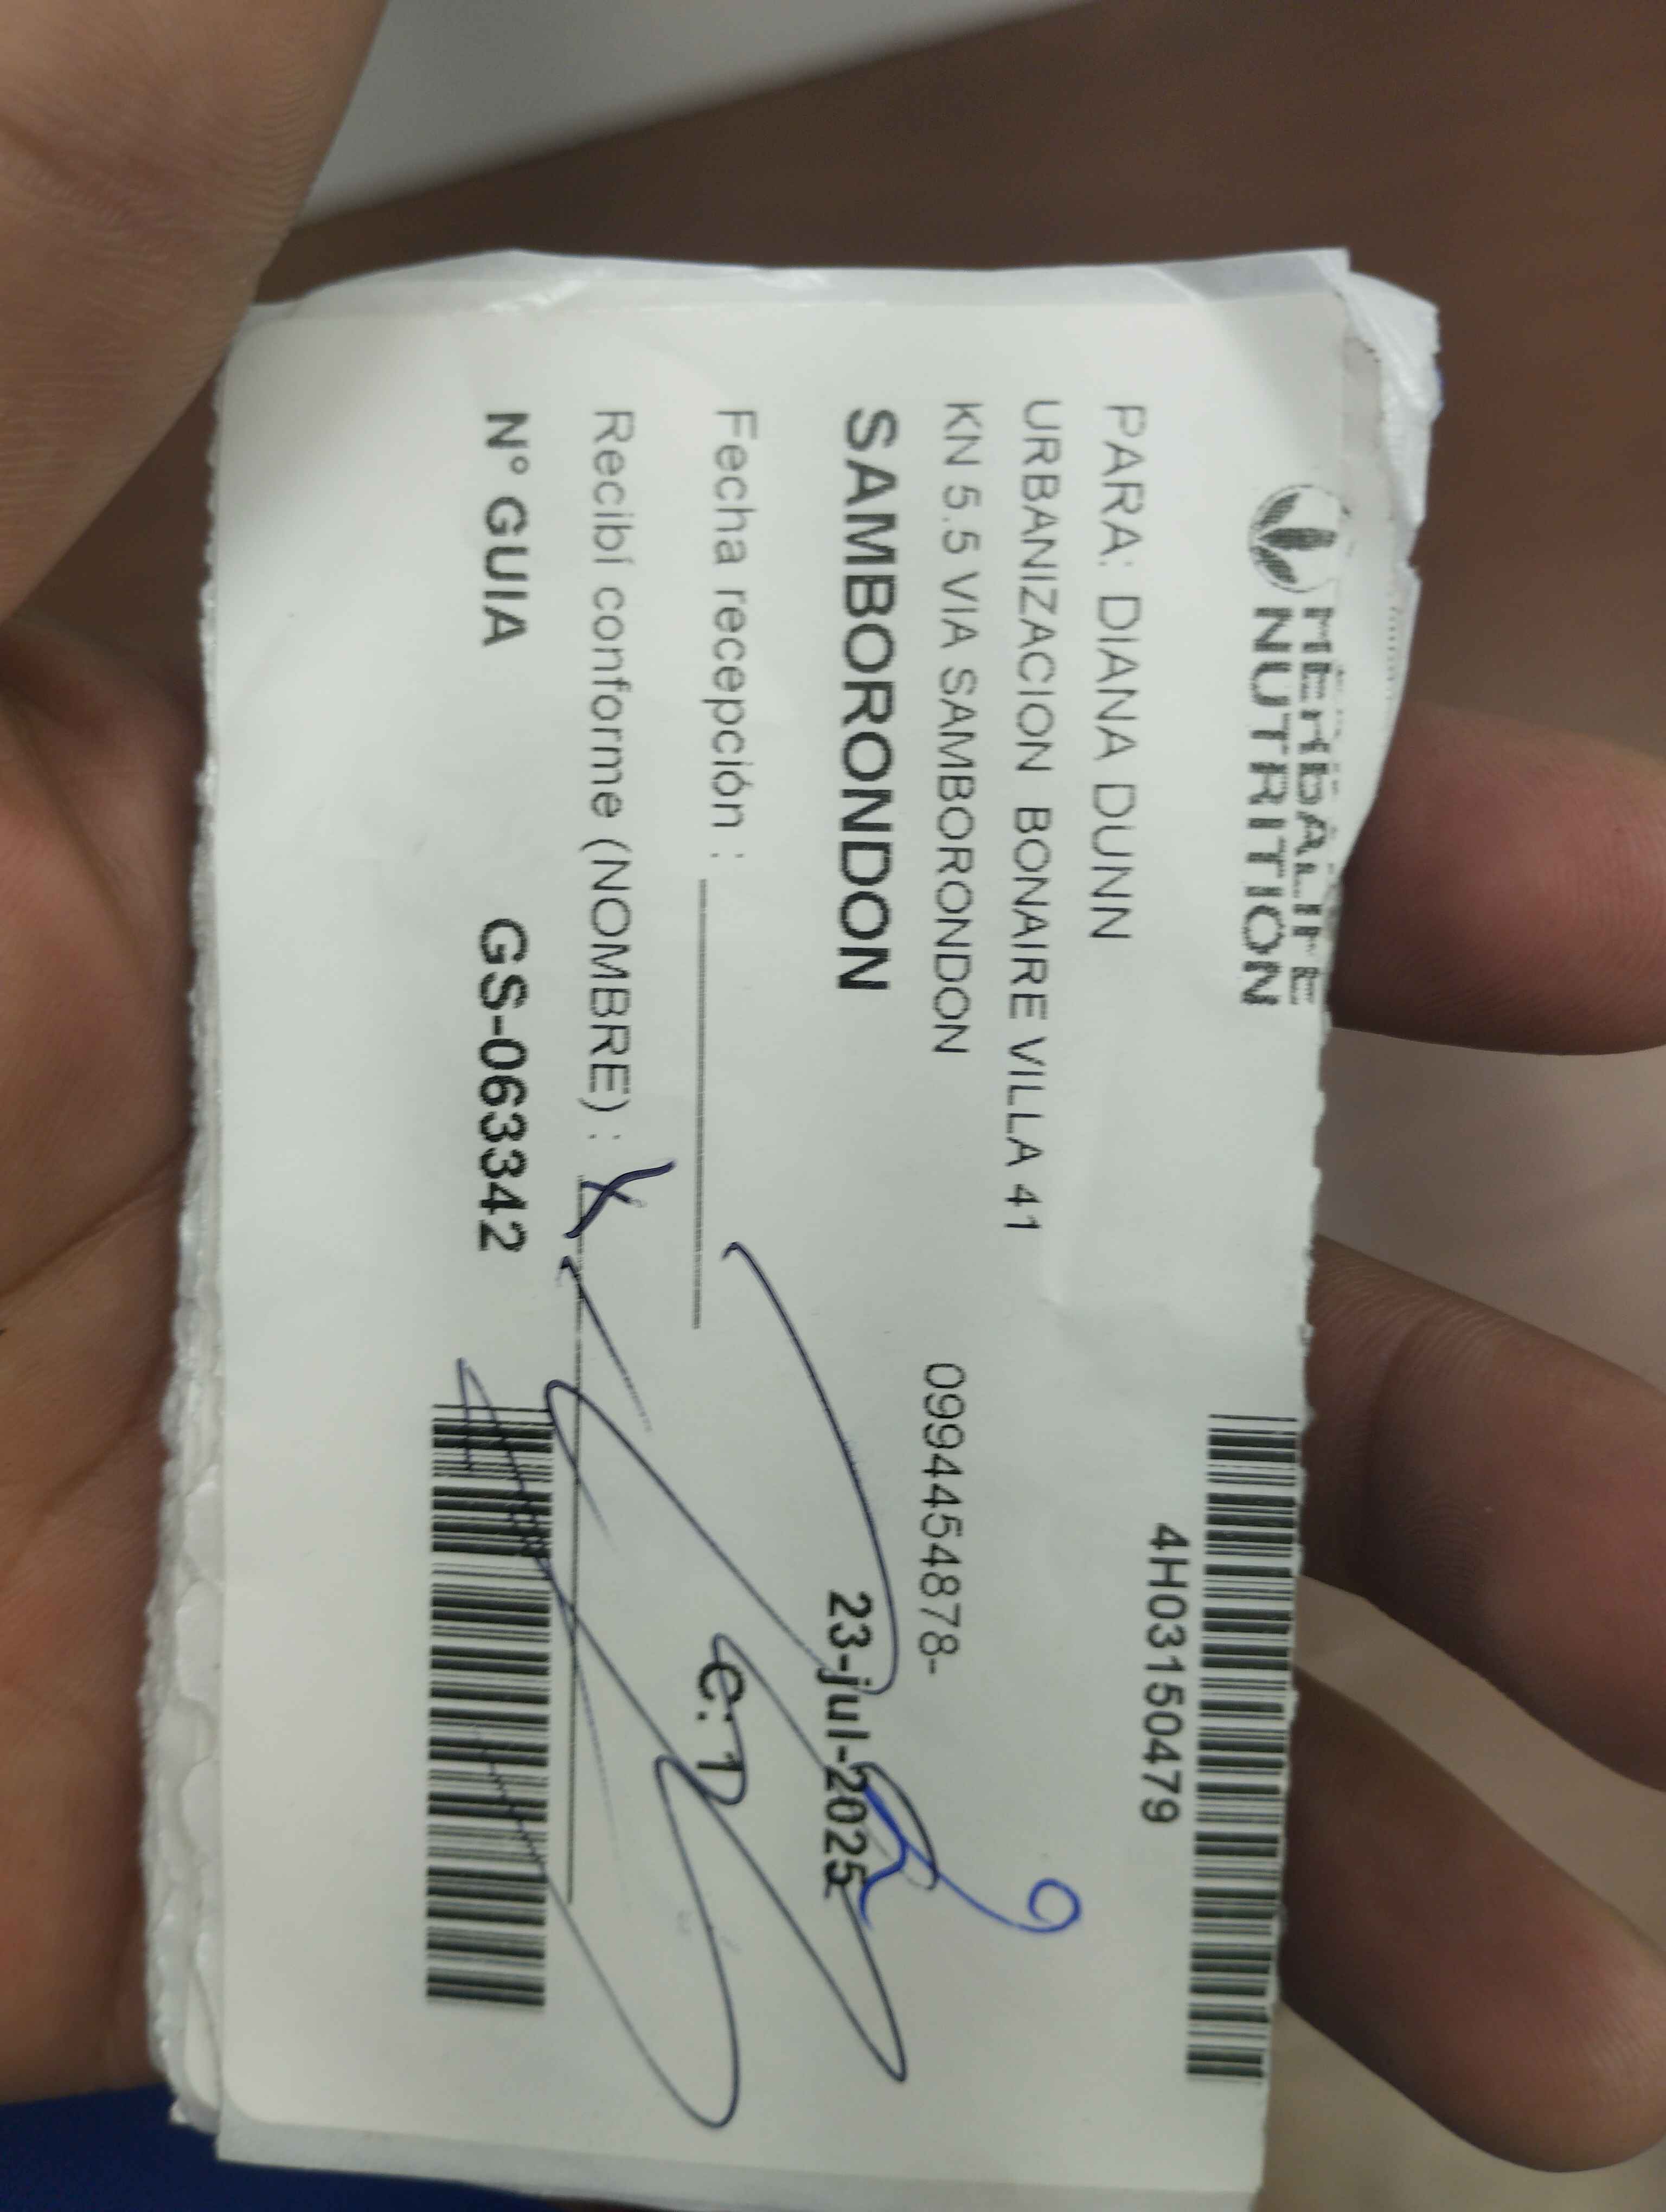 HERBALIFE
NUTRITION
4H03150479
PARA: DIANA DUNN
URBANIZACION BONAIRE VILLA 41
KN 5.5 VIA SAMBORONDON 0994454878-
SAMBORONDON 23-jul-2025
Fecha recepción :
C: 1
Recibí conforme (NOMBRE) : X
N° GUIA GS-063342